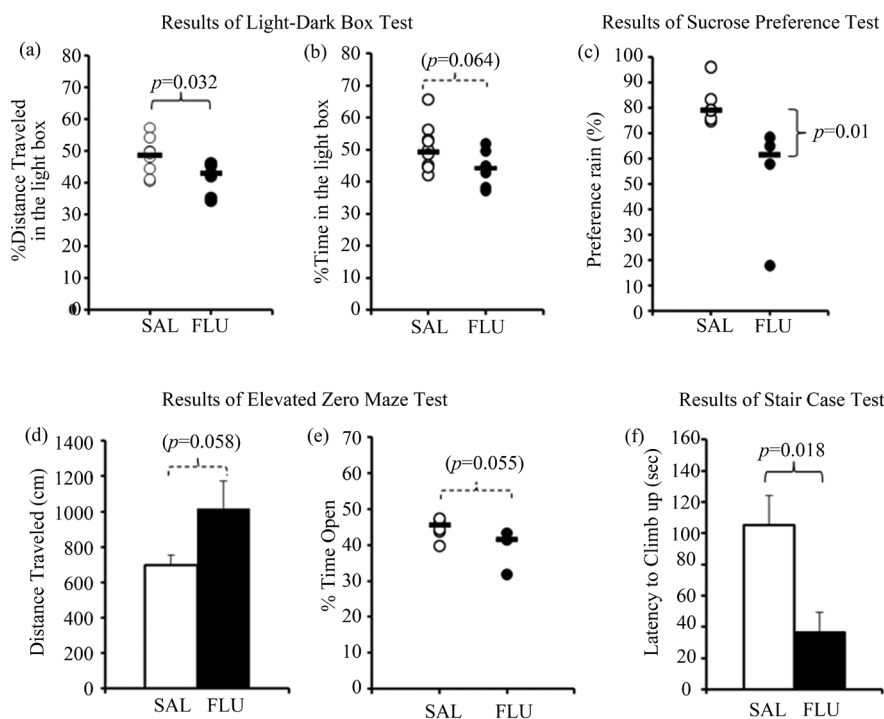 Results of Light-Dark Box Test
Results of Sucrose Preference Test
(a)
%Distance Traveled
in the light box
80
70
60
50
40
30
20
10
0
p=0.032
SAL FLU
(b)
%Time in the light box
80
70
60
50
40
30
20
10
0
(p=0.064)
SAL FLU
(c)
Preference rain (%)
100
90
80
70
60
50
40
30
20
10
0
p=0.01
SAL FLU
Results of Elevated Zero Maze Test
Results of Stair Case Test
(d)
Distance Traveled (cm)
1400
1200
1000
800
600
400
200
0
(p=0.058)
SAL FLU
(e)
% Time Open
70
60
50
40
30
20
10
0
(p=0.055)
SAL FLU
(f)
Latency to Climb up (sec)
160
140
120
100
80
60
40
20
0
p=0.018
SAL FLU